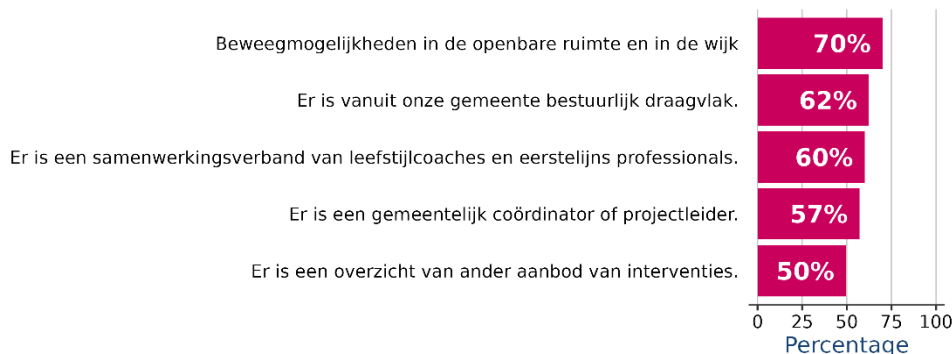 Beweegmogelijkheden in de openbare ruimte en in de wijk 70%
Er is vanuit onze gemeente bestuurlijk draagvlak. 62%
Er is een samenwerkingsverband van leefstijlcoaches en eerstelijns professionals. 60%
Er is een gemeentelijk coördinator of projectleider. 57%
Er is een overzicht van ander aanbod van interventies. 50%
0 25 50 75 100
Percentage